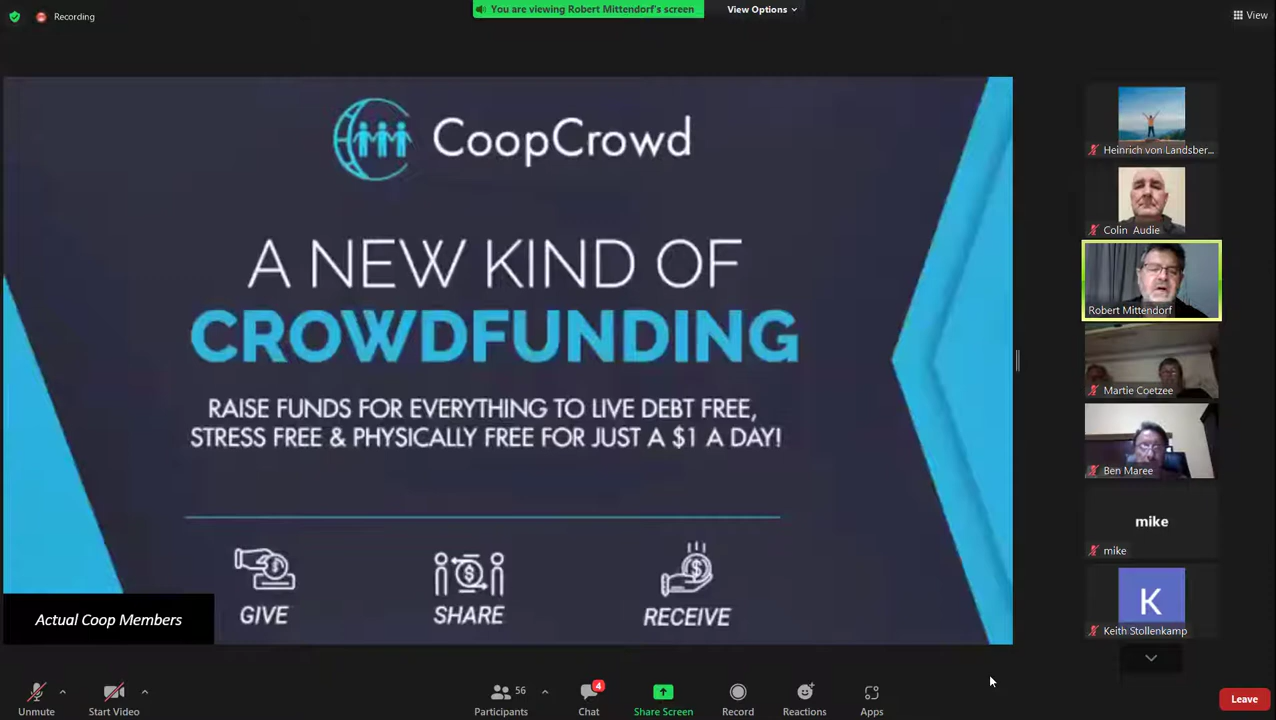 Recording
You are viewing Robert Mittendorf's screen
View Options
View
CoopCrowd
A NEW KIND OF
CROWDFUNDING
RAISE FUNDS FOR EVERYTHING TO LIVE DEBT FREE,
STRESS FREE & PHYSICALLY FREE FOR JUST A $1 A DAY!
GIVE
SHARE
RECEIVE
Actual Coop Members
Heinrich von Landsber...
Colin Audie
Robert Mittendorf
Martie Coetzee
Ben Maree
mike
mike
K
Keith Stollenkamp
Unmute
Start Video
56
Participants
4
Chat
Share Screen
Record
Reactions
Apps
Leave